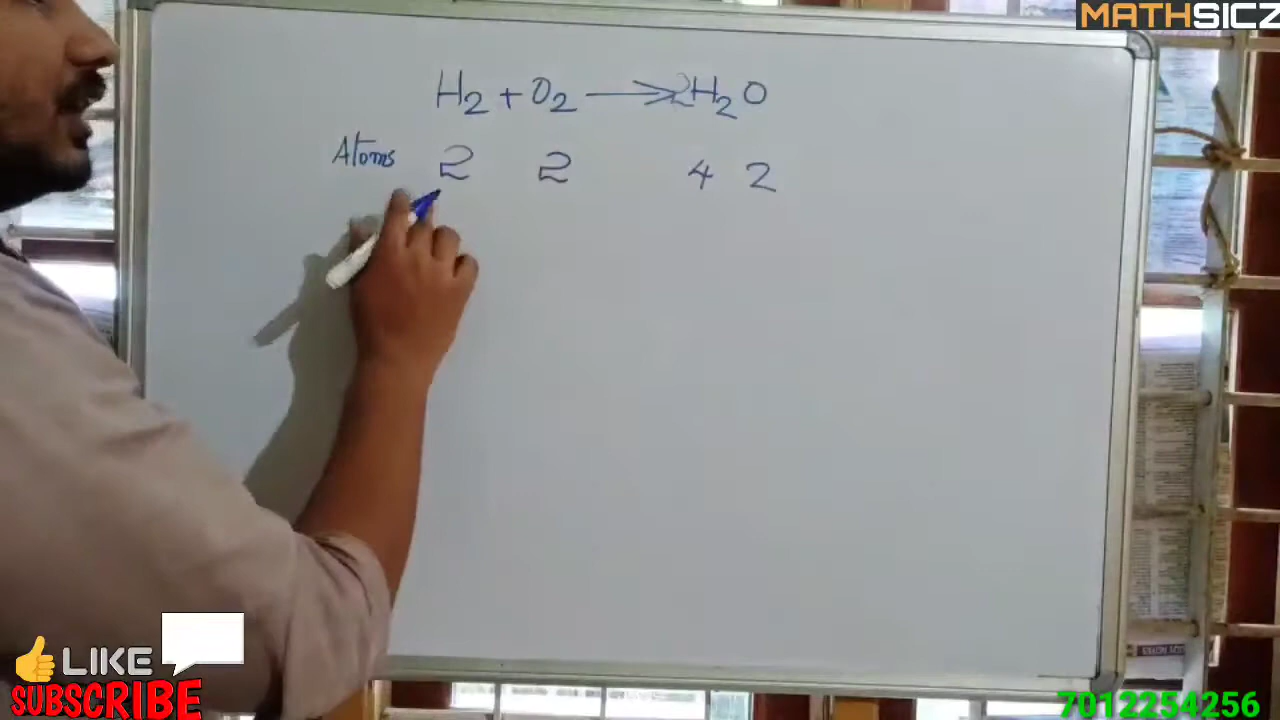 MATHSICZ
H₂ + O₂ → 2H₂O
Atoms 2 2 4 2
LIKE
SUBSCRIBE
7012254256